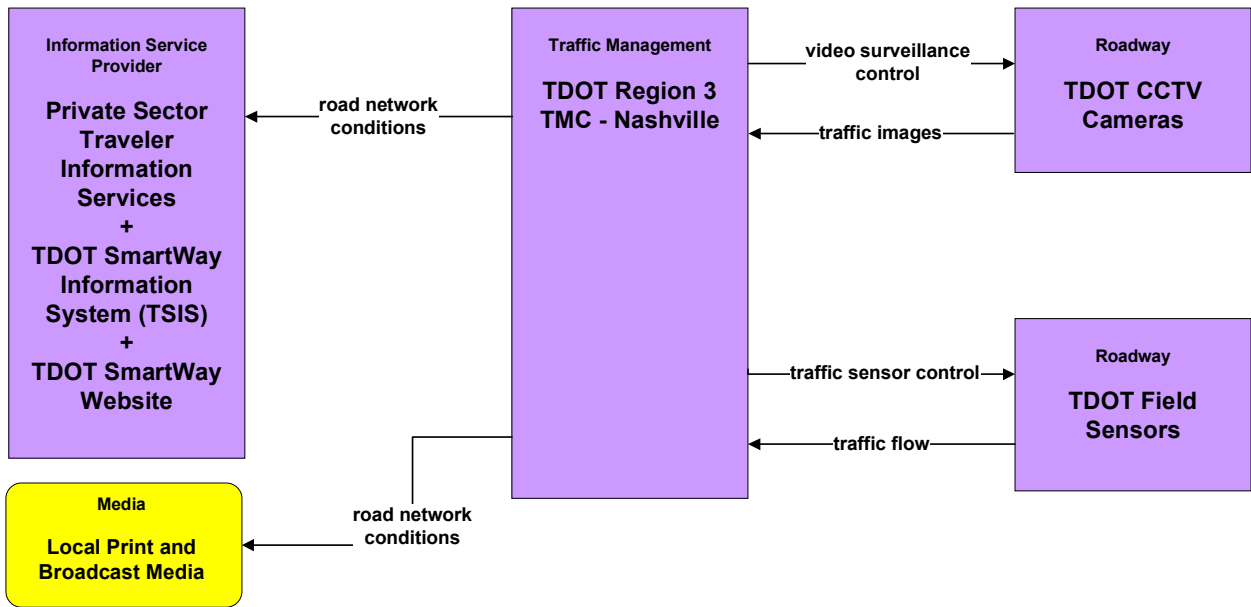 Information Service
Provider
Private Sector
Traveler
Information
Services
+
TDOT SmartWay
Information
System (TSIS)
+
TDOT SmartWay
Website
road network
conditions
Traffic Management
TDOT Region 3
TMC - Nashville
video surveillance
control
traffic images
Roadway
TDOT CCTV
Cameras
traffic sensor control
traffic flow
Roadway
TDOT Field
Sensors
Media
Local Print and
Broadcast Media
road network
conditions